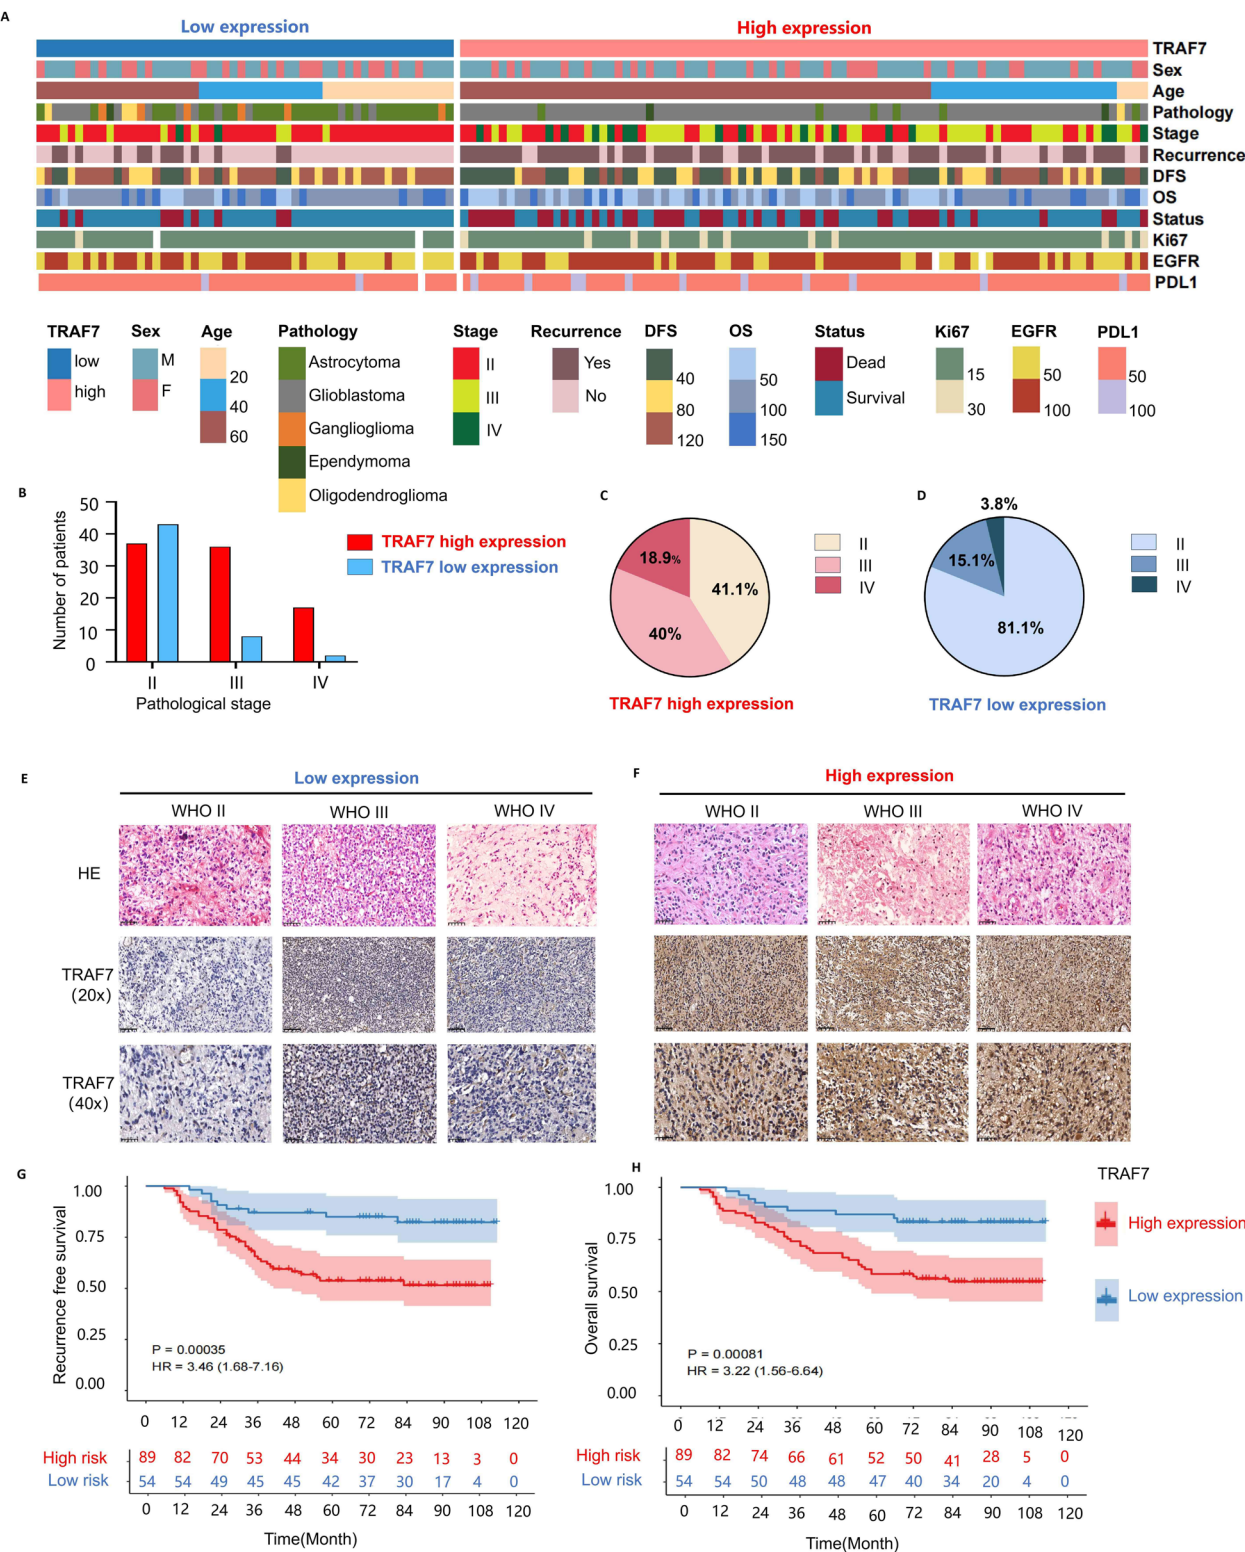 A
Low expression
High expression
TRAF7
Sex
Age
Pathology
Stage
Recurrence
DFS
OS
Status
Ki67
EGFR
PDL1
TRAF7
low
high
Sex
M
F
Age
20
40
60
Pathology
Astrocytoma
Glioblastoma
Ganglioglioma
Ependymoma
Oligodendroglioma
Stage
II
III
IV
Recurrence
Yes
No
DFS
40
80
120
OS
50
100
150
Status
Dead
Survival
Ki67
15
30
EGFR
50
100
PDL1
50
100
B
Number of patients
50
40
30
20
10
0
II
III
IV
Pathological stage
TRAF7 high expression
TRAF7 low expression
C
18.9%
41.1%
40%
II
III
IV
TRAF7 high expression
D
3.8%
15.1%
81.1%
II
III
IV
TRAF7 low expression
E
Low expression
WHO II
WHO III
WHO IV
HE
TRAF7
(20x)
TRAF7
(40x)
F
High expression
WHO II
WHO III
WHO IV
G
Recurrence free survival
1.00
0.75
0.50
0.25
0.00
P = 0.00035
HR = 3.46 (1.68-7.16)
0 12 24 36 48 60 72 84 96 108 120
High risk 89 82 70 53 44 34 30 23 13 3 0
Low risk 54 54 49 45 45 42 37 30 17 4 0
0 12 24 36 48 60 72 84 90 108 120
Time(Month)
H
Overall survival
1.00
0.75
0.50
0.25
0.00
P = 0.00081
HR = 3.22 (1.56-6.64)
0 12 24 36 48 60 72 84 90 108 120
High risk 89 82 74 66 61 52 50 41 28 5 0
Low risk 54 54 50 48 48 47 40 34 20 4 0
0 12 24 36 48 60 72 84 90 108 120
Time(Month)
TRAF7
High expression
Low expression